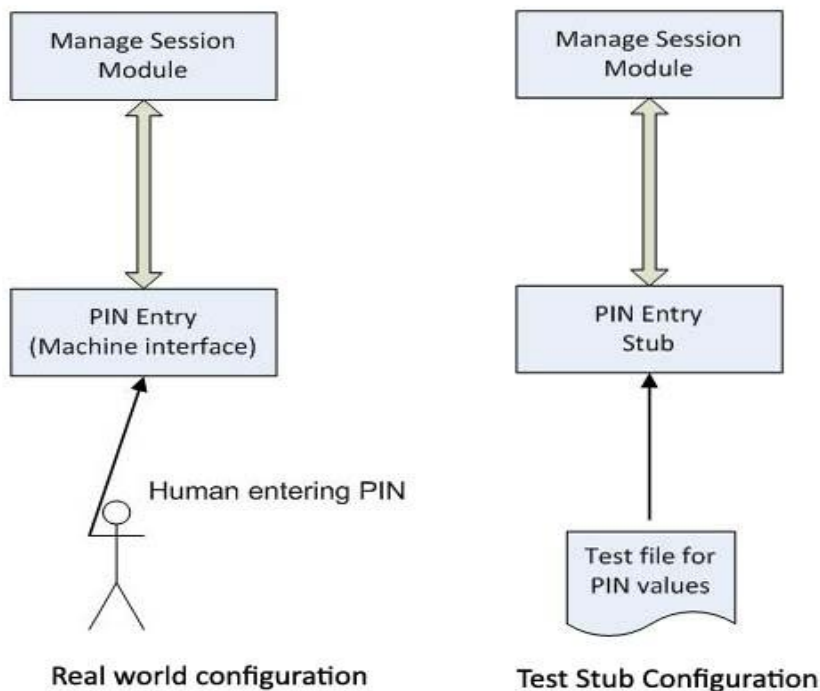 Manage Session
Module
PIN Entry
(Machine interface)
Human entering PIN
Real world configuration
Manage Session
Module
PIN Entry
Stub
Test file for
PIN values
Test Stub Configuration